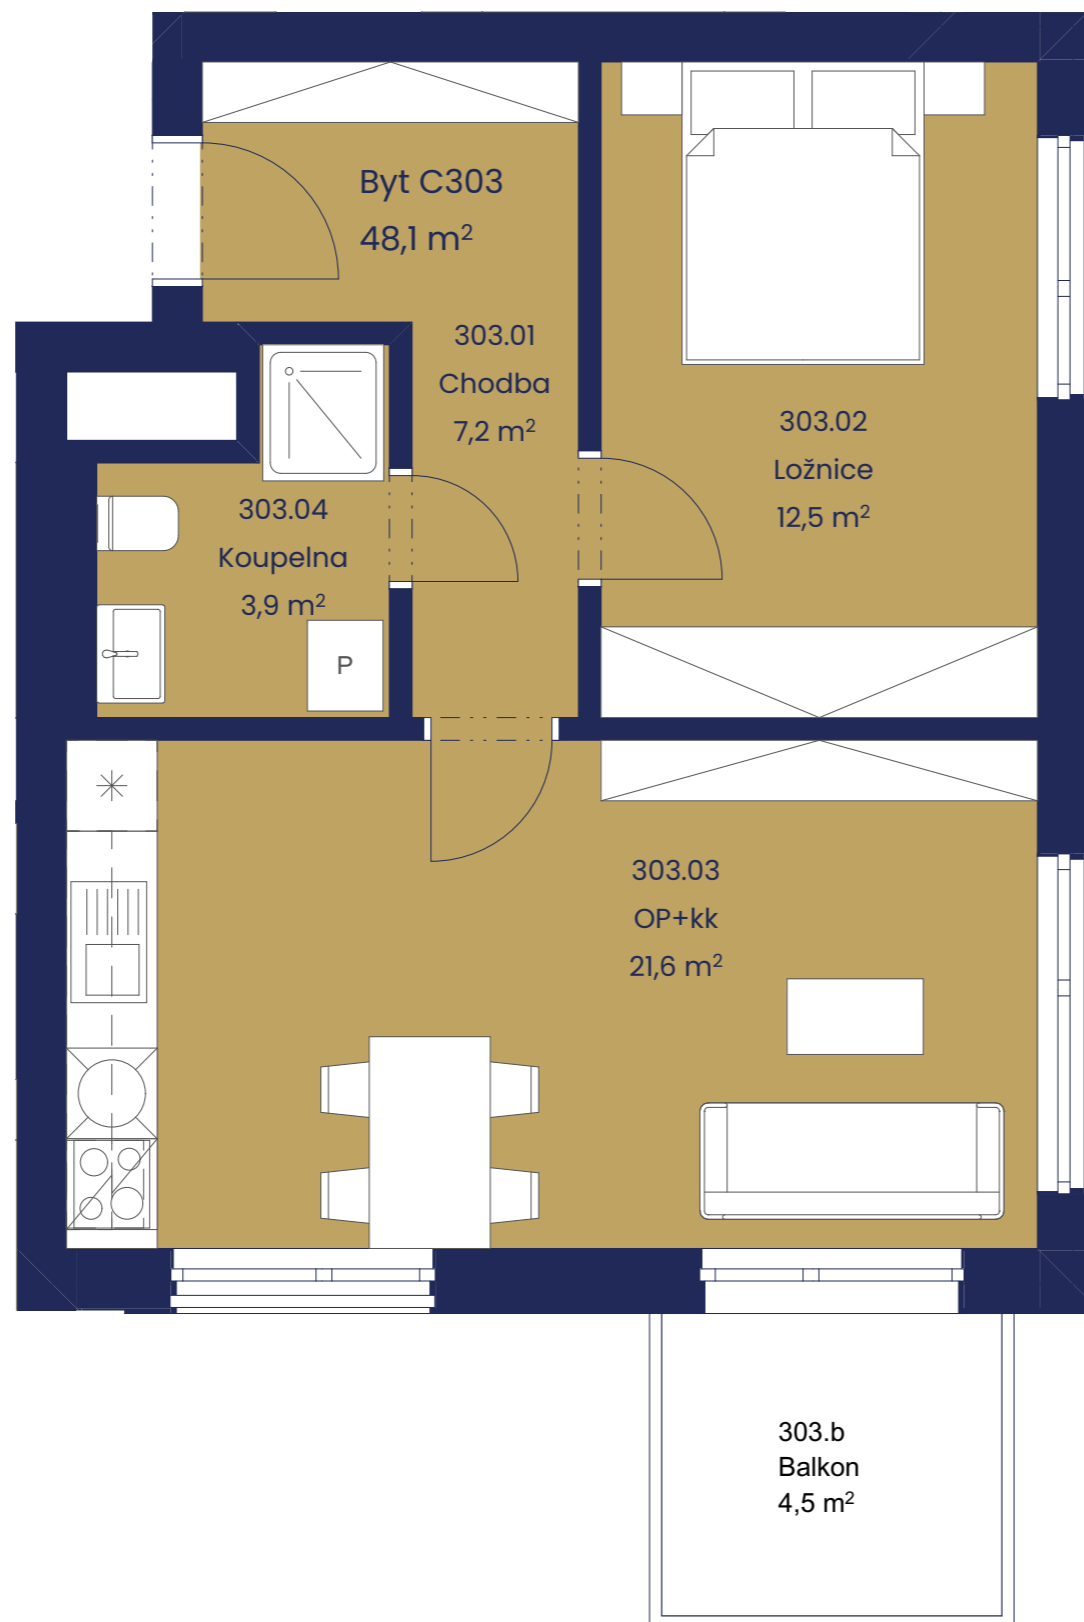 Byt C303
48,1 m²
303.01
Chodba
7,2 m²
303.02
Ložnice
12,5 m²
303.04
Koupelna
3,9 m²
P
303.03
OP+kk
21,6 m²
303.b
Balkon
4,5 m²